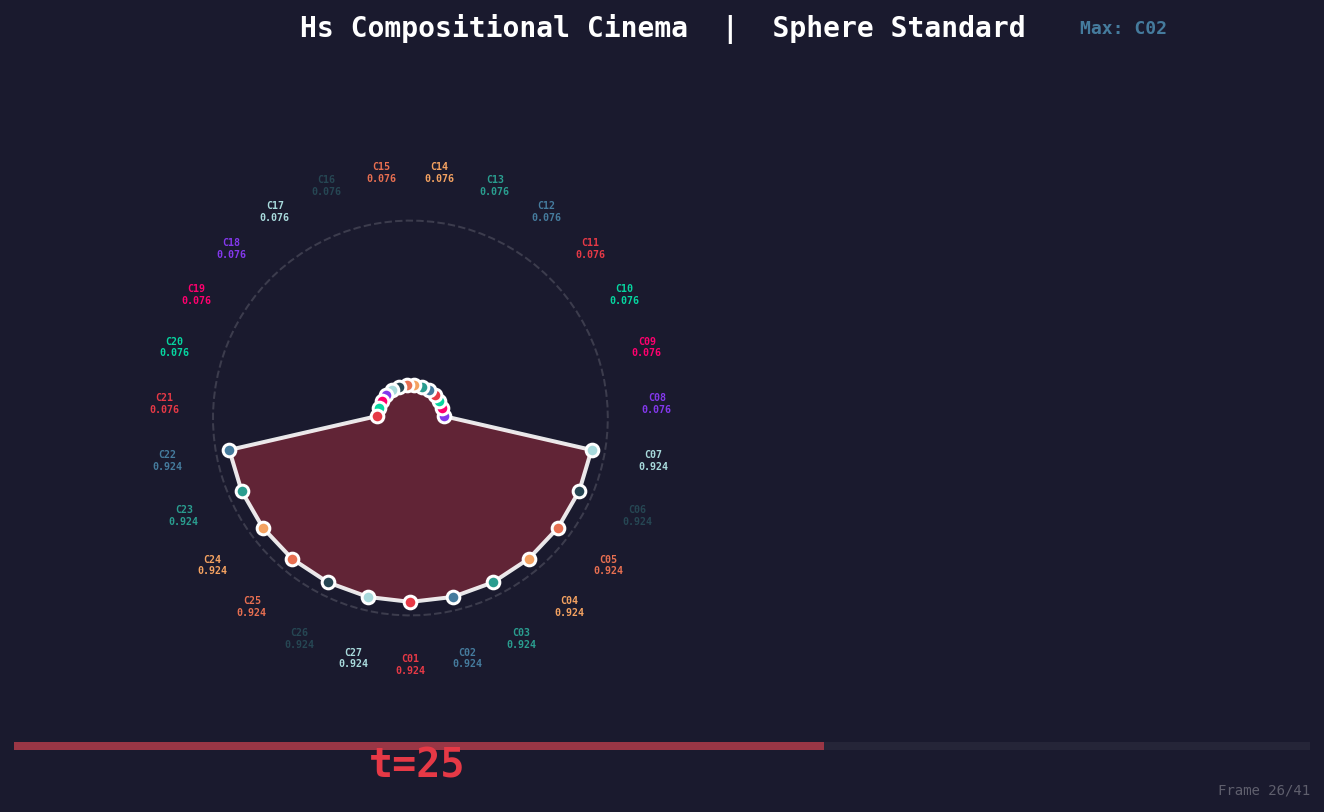 Hs Compositional Cinema | Sphere Standard
Max: C02
C15
0.076
C14
0.076
C16
0.076
C13
0.076
C17
0.076
C12
0.076
C18
0.076
C11
0.076
C19
0.076
C10
0.076
C20
0.076
C09
0.076
C21
0.076
C08
0.076
C22
0.924
C07
0.924
C23
0.924
C06
0.924
C24
0.924
C05
0.924
C25
0.924
C04
0.924
C26
0.924
C03
0.924
C27
0.924
C01
0.924
C02
0.924
t=25
Frame 26/41